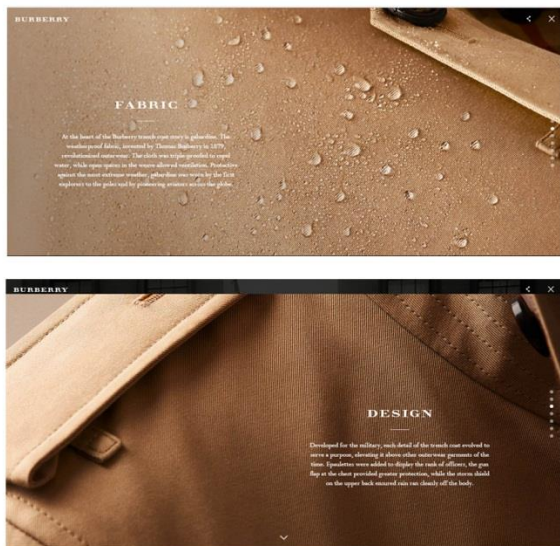 BURBERRY
FABRIC
At the heart of the Burberry trench coat story is gabardine. The
weatherproof fabric, invented by Thomas Burberry in 1879,
revolutionised outerwear. The cloth was triple-proofed to repel
water, while open spaces in the weave allowed ventilation. Protective
against the most extreme weather, gabardine was worn by the first
explorers to the poles and by pioneering aviators across the globe.
BURBERRY
DESIGN
Developed for the military, each detail of the trench coat evolved to
serve a purpose, elevating it above other outerwear garments of the
time. Epaulettes were added to display the rank of officers, the gun
flap at the chest provided greater protection, while the storm shield
on the upper back ensured rain ran cleanly off the body.